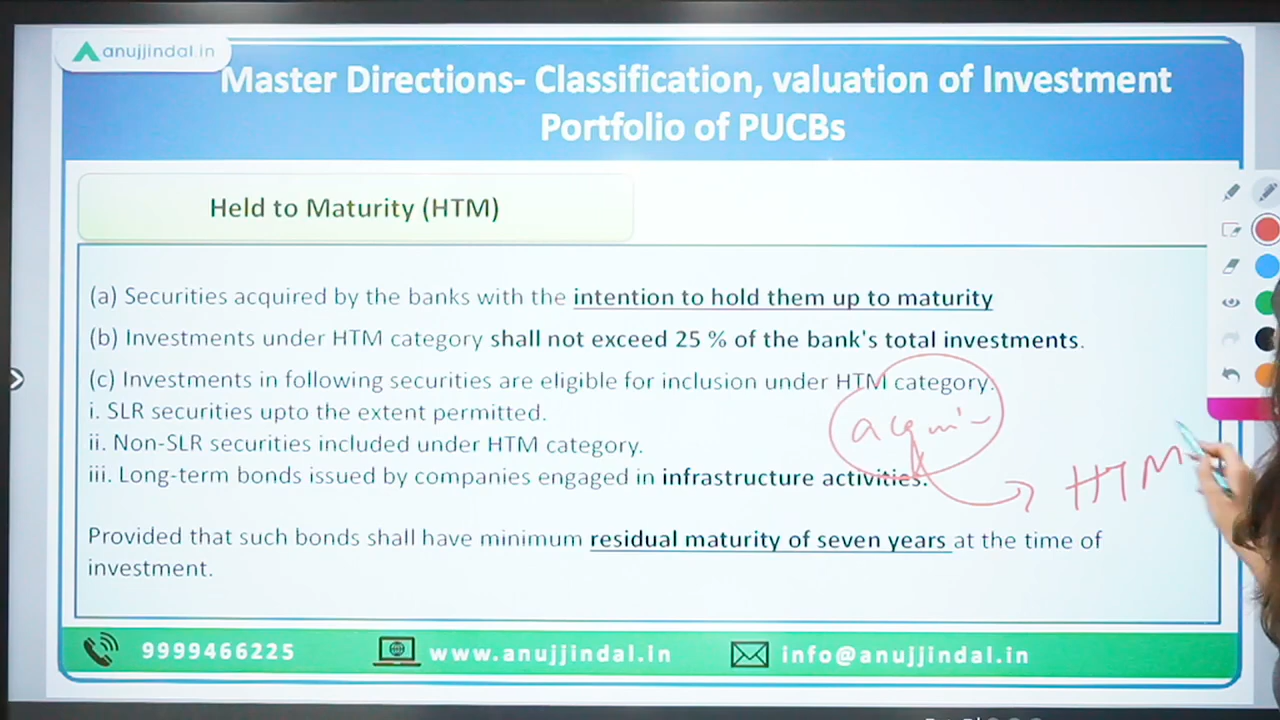 anujjindal.in
Master Directions- Classification, valuation of Investment
Portfolio of PUCBs
Held to Maturity (HTM)
(a) Securities acquired by the banks with the intention to hold them up to maturity
(b) Investments under HTM category shall not exceed 25 % of the bank's total investments.
(c) Investments in following securities are eligible for inclusion under HTM category.
i. SLR securities upto the extent permitted.
ii. Non-SLR securities included under HTM category.
iii. Long-term bonds issued by companies engaged in infrastructure activities.
HTM
Provided that such bonds shall have minimum residual maturity of seven years at the time of
investment.
9999466225 www.anujjindal.in info@anujjindal.in